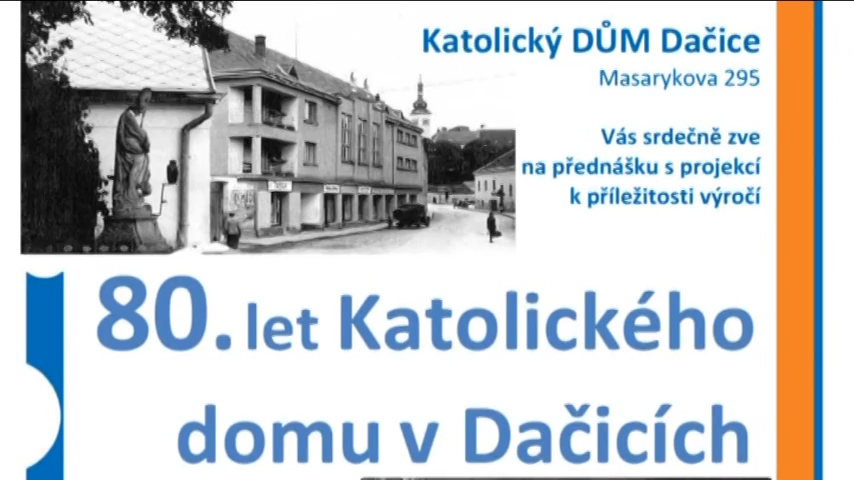 Katolický DŮM Dačice
Masarykova 295
Vás srdečně zve
na přednášku s projekcí
k příležitosti výročí
80. let Katolického
domu v Dačicích